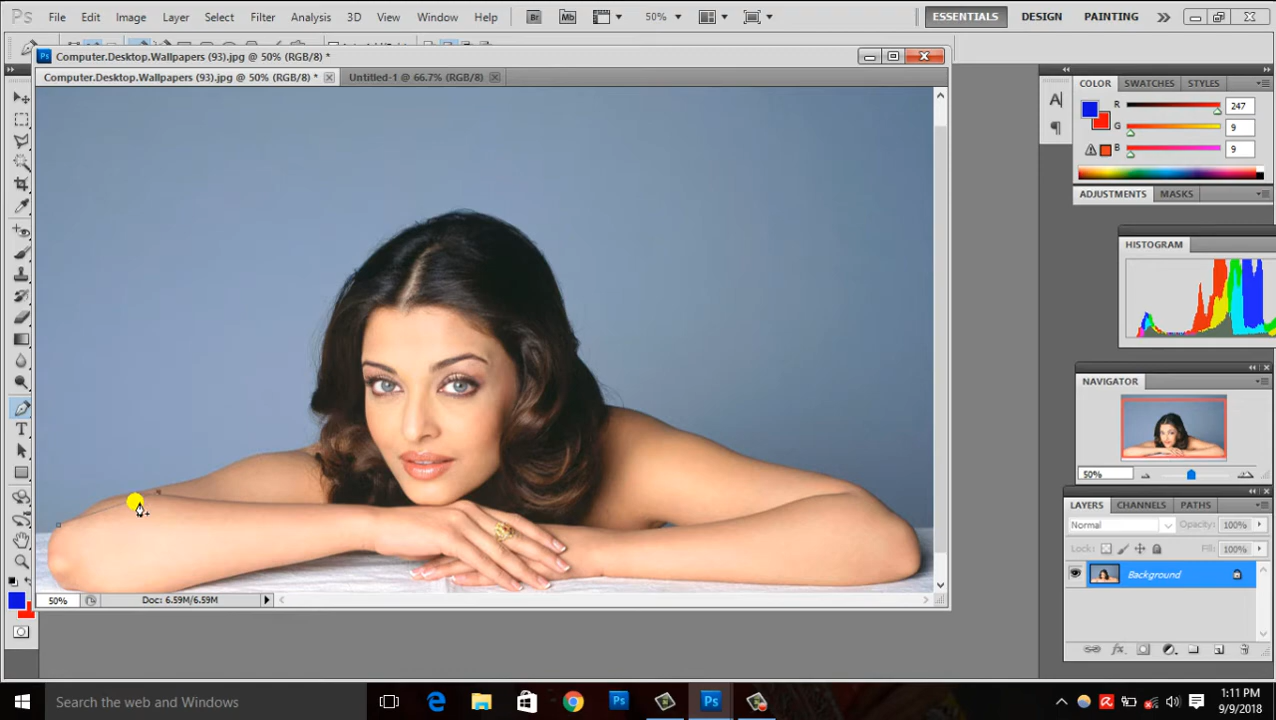 Ps File Edit Image Layer Select Filter Analysis 3D View Window Help Br Mb 50% ESSENTIALS DESIGN PAINTING
Ps Computer.Desktop.Wallpapers (93).jpg @ 50% (RGB/8) *
Computer.Desktop.Wallpapers (93).jpg @ 50% (RGB/8) * Untitled-1 @ 66.7% (RGB/8)
COLOR SWATCHES STYLES
R 247
G 9
B 9
ADJUSTMENTS MASKS
HISTOGRAM
NAVIGATOR
50%
LAYERS CHANNELS PATHS
Normal Opacity: 100%
Lock: Fill: 100%
Background
50% Doc: 6.59M/6.59M
Search the web and Windows
1:11 PM
9/9/2018